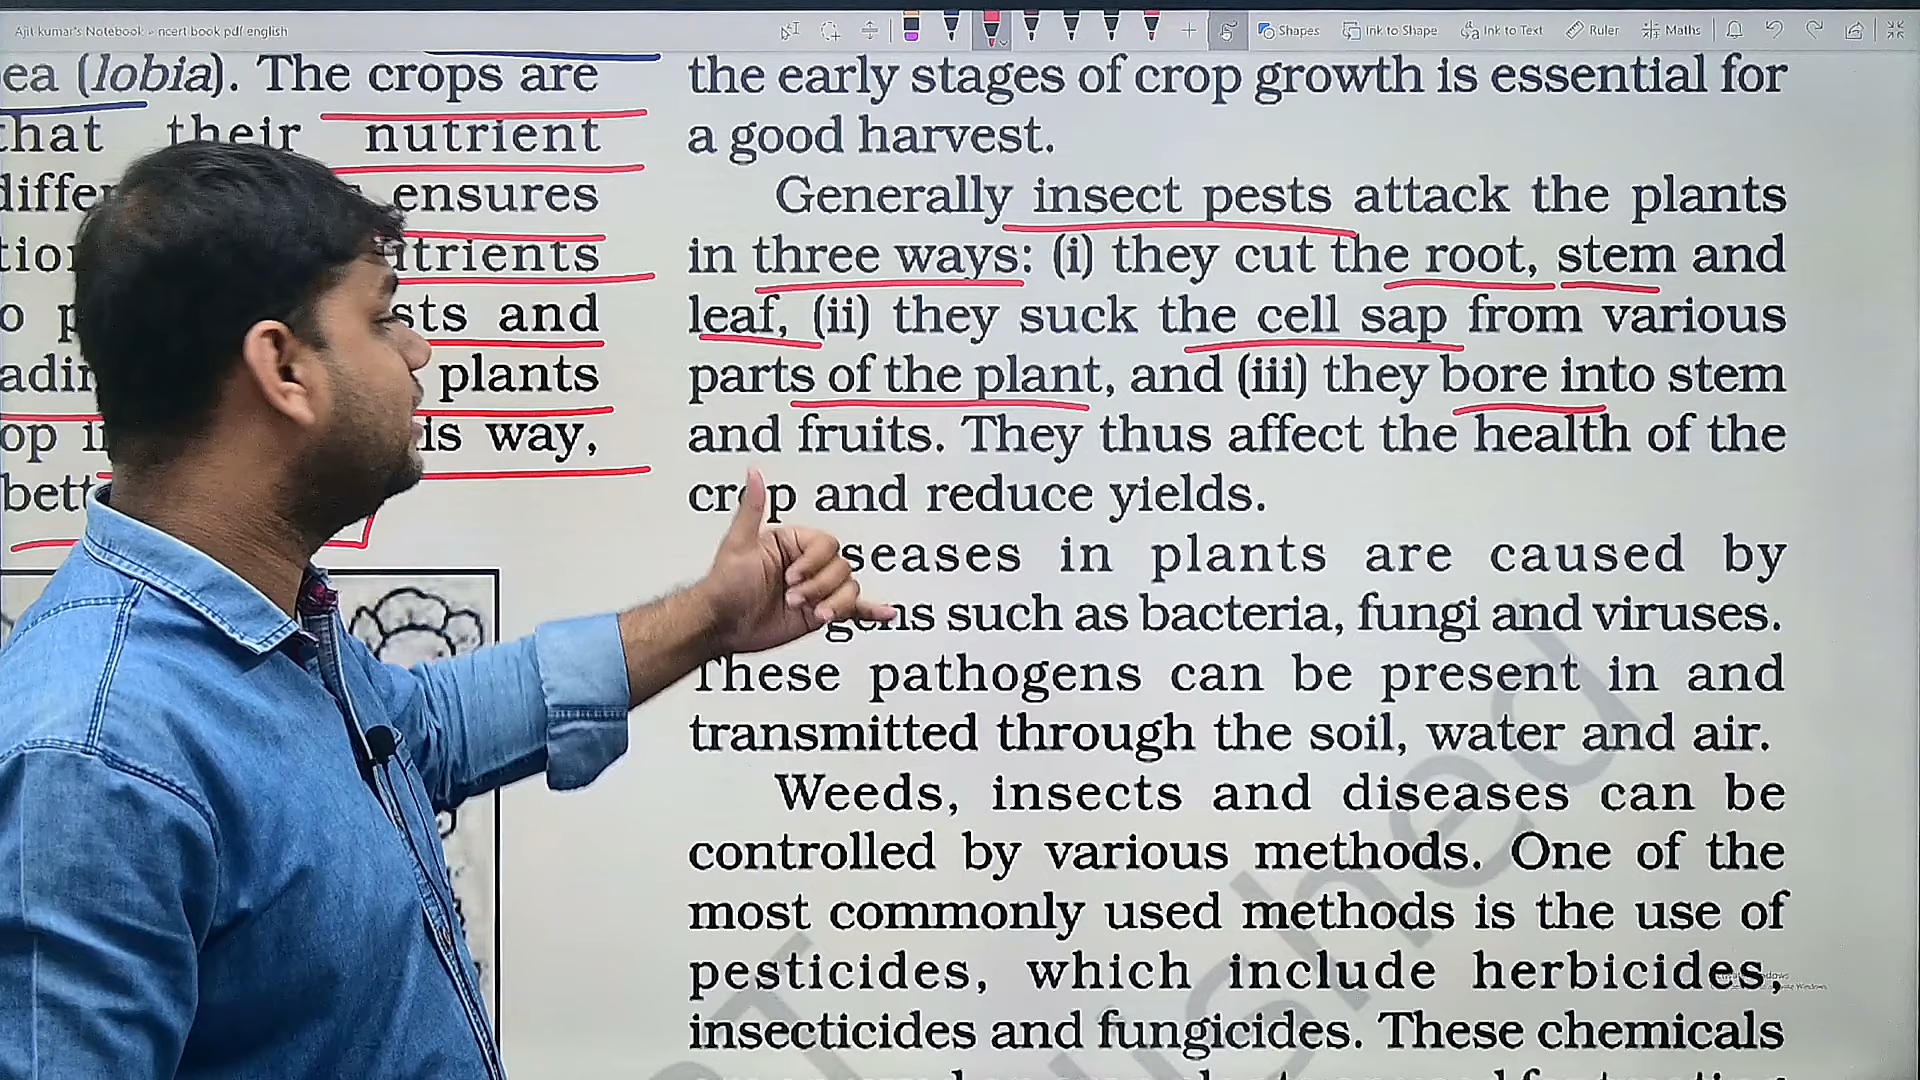 Ajit kumar's Notebook » ncert book pdf english
Shapes
Ink to Shape
Ink to Text
Ruler
Maths
ea (lobia). The crops are
that their nutrient
ensures
sts and
plants
is way,
the early stages of crop growth is essential for
a good harvest.
Generally insect pests attack the plants
in three ways: (i) they cut the root, stem and
leaf, (ii) they suck the cell sap from various
parts of the plant, and (iii) they bore into stem
and fruits. They thus affect the health of the
crop and reduce yields.
seases in plants are caused by
gens such as bacteria, fungi and viruses.
These pathogens can be present in and
transmitted through the soil, water and air.
Weeds, insects and diseases can be
controlled by various methods. One of the
most commonly used methods is the use of
pesticides, which include herbicides,
insecticides and fungicides. These chemicals